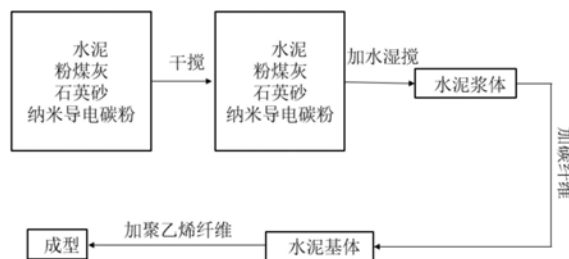 水泥
粉煤灰
石英砂
纳米导电碳粉
干搅
水泥
粉煤灰
石英砂
纳米导电碳粉
加水湿搅
水泥浆体
加碳纤维
水泥基体
加聚乙烯纤维
成型